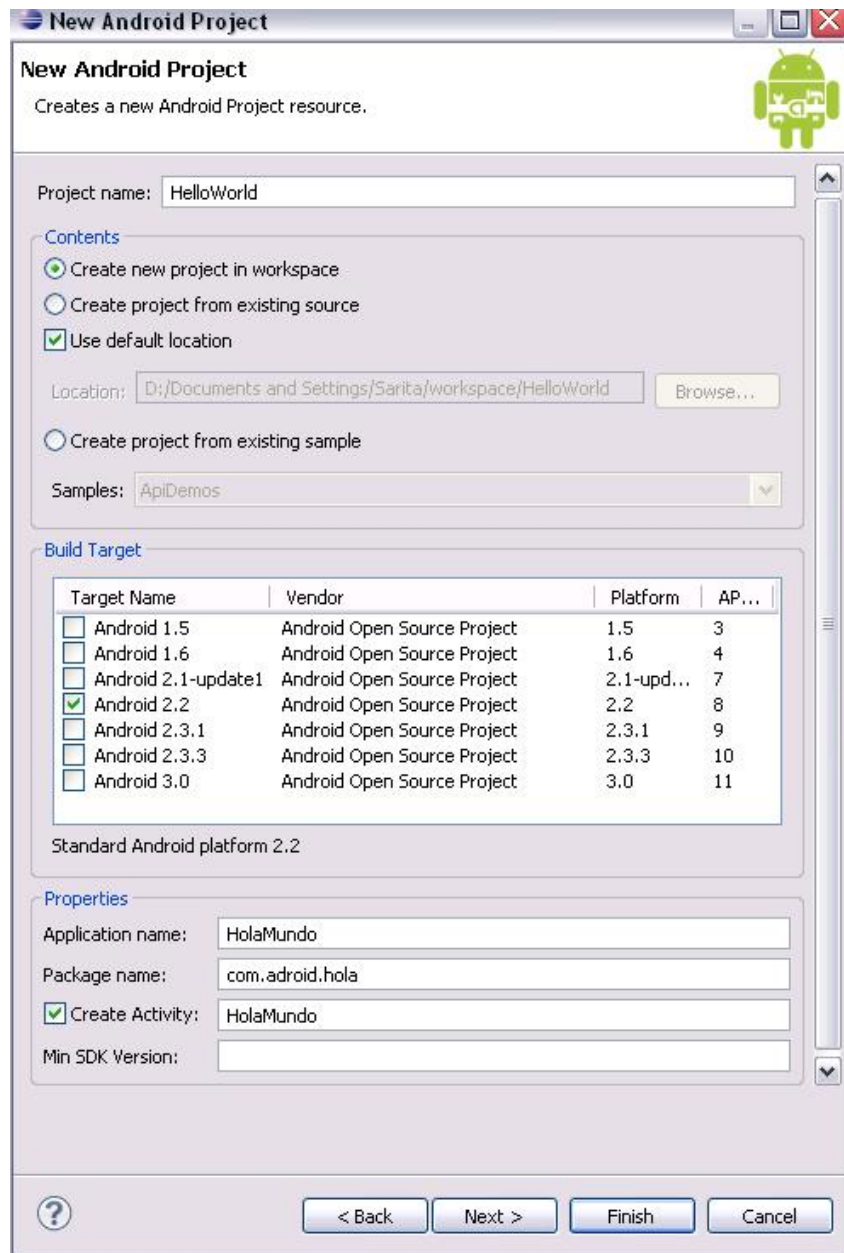 New Android Project
New Android Project
Creates a new Android Project resource.
Project name: HelloWorld
Contents
Create new project in workspace
Create project from existing source
Use default location
Location: D:/Documents and Settings/Sarita/workspace/HelloWorld Browse...
Create project from existing sample
Samples: ApiDemos
Build Target
Target Name Vendor Platform AP...
Android 1.5 Android Open Source Project 1.5 3
Android 1.6 Android Open Source Project 1.6 4
Android 2.1-update1 Android Open Source Project 2.1-upd... 7
Android 2.2 Android Open Source Project 2.2 8
Android 2.3.1 Android Open Source Project 2.3.1 9
Android 2.3.3 Android Open Source Project 2.3.3 10
Android 3.0 Android Open Source Project 3.0 11
Standard Android platform 2.2
Properties
Application name: HolaMundo
Package name: com.adroid.hola
Create Activity: HolaMundo
Min SDK Version:
? < Back Next > Finish Cancel